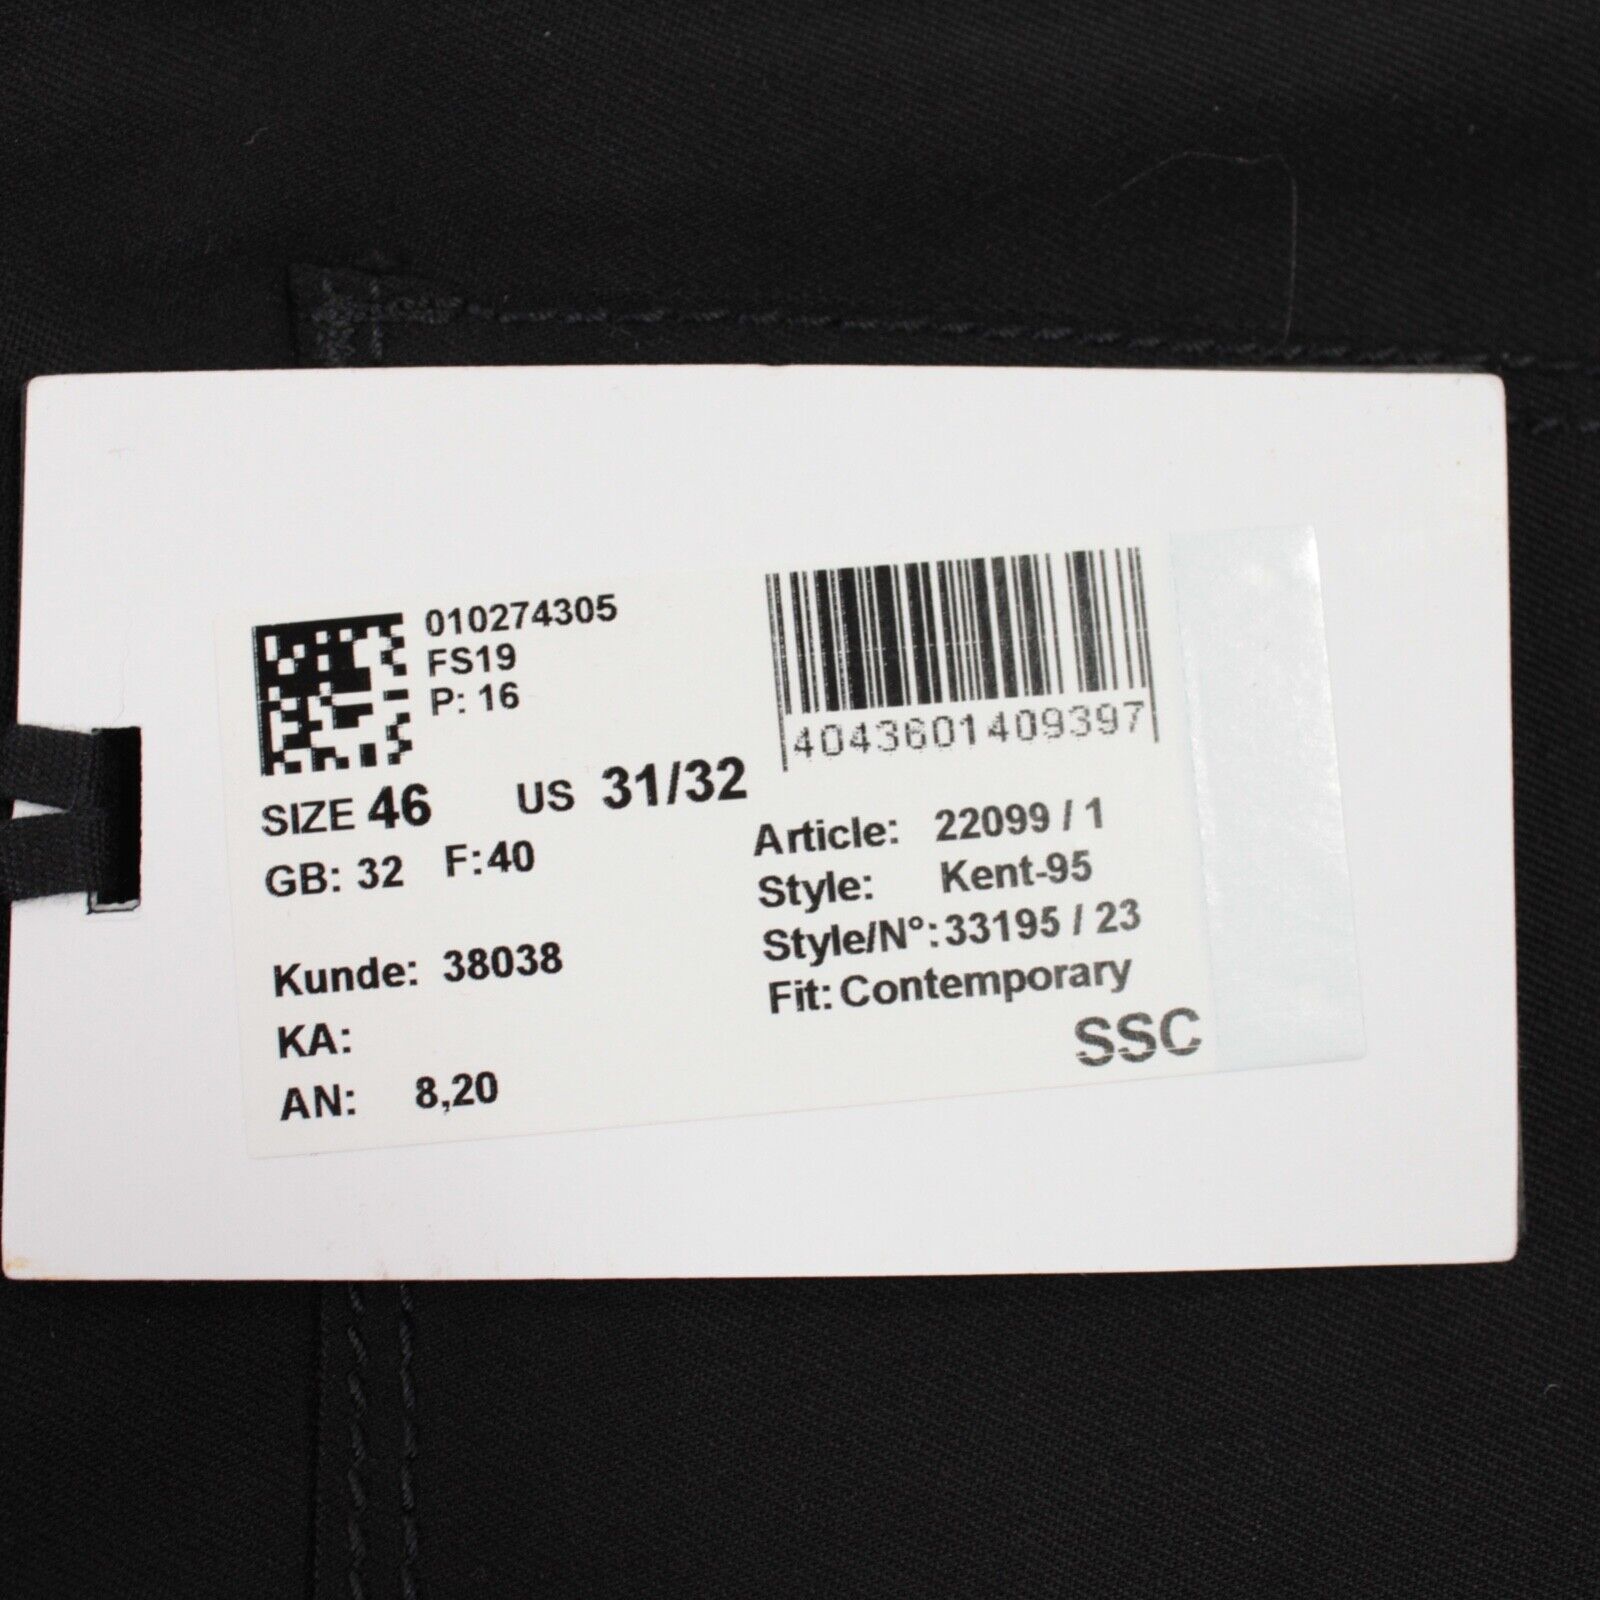 010274305
FS19
P: 16
4043601409397
SIZE 46 US 31/32
GB: 32 F:40
Article: 22099 / 1
Style: Kent-95
Style/N°: 33195 / 23
Fit: Contemporary
SSC
Kunde: 38038
KA:
AN: 8,20